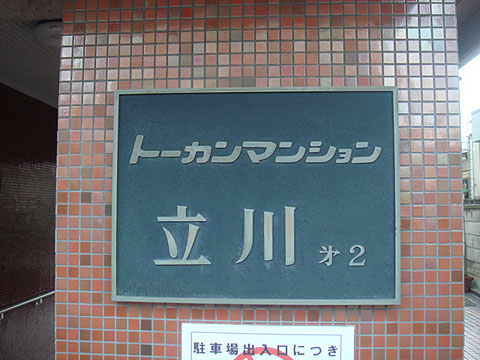 トーカンマンション
立川 㐧2
駐車場出入口につき